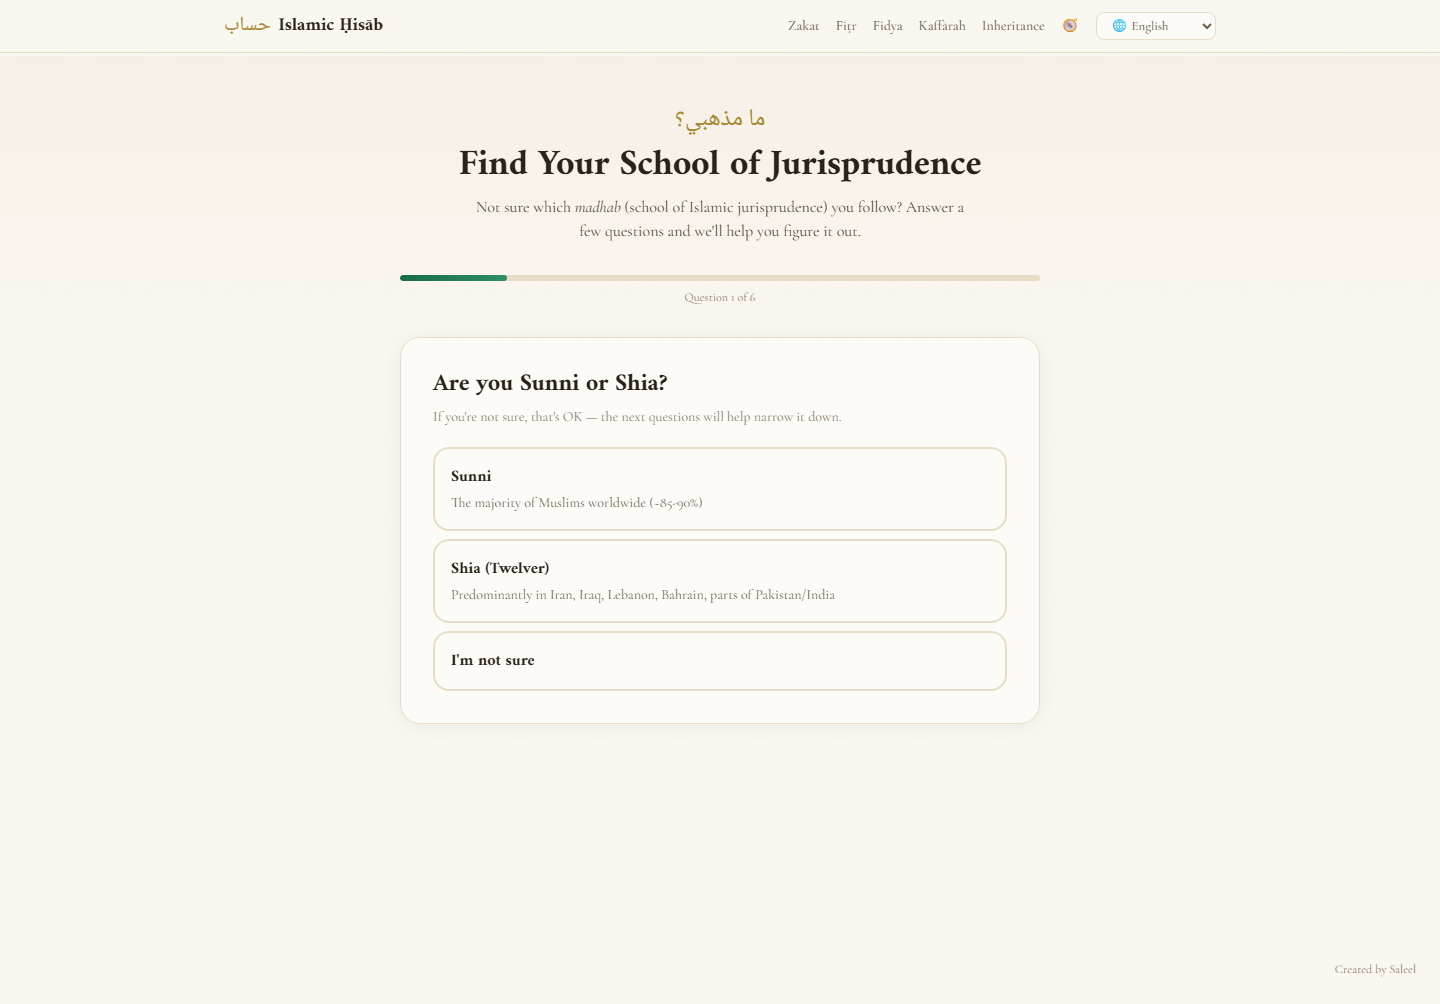 حساب Islamic Ḥisāb
Zakat Fiṭr Fidya Kaffārah Inheritance English
ما مذهبي؟
Find Your School of Jurisprudence
Not sure which madhab (school of Islamic jurisprudence) you follow? Answer a
few questions and we'll help you figure it out.
Question 1 of 6
Are you Sunni or Shia?
If you're not sure, that's OK — the next questions will help narrow it down.
Sunni
The majority of Muslims worldwide (~85-90%)
Shia (Twelver)
Predominantly in Iran, Iraq, Lebanon, Bahrain, parts of Pakistan/India
I'm not sure
Created by Saleel